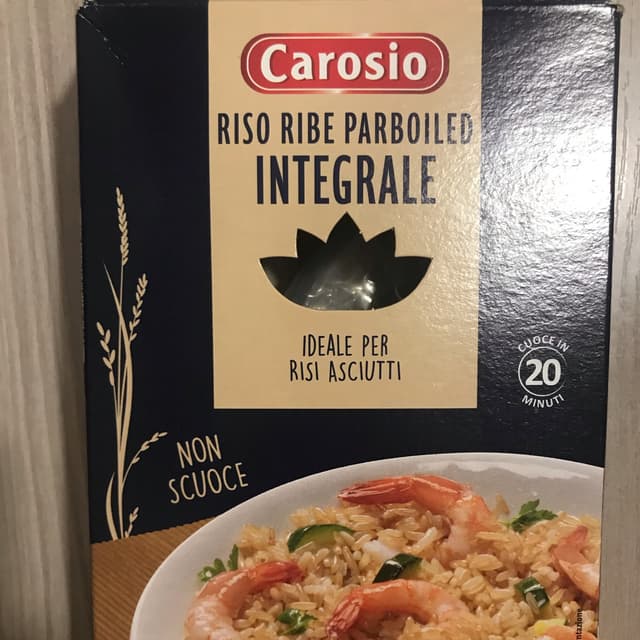 Carosio
RISO RIBE PARBOILED
INTEGRALE
IDEALE PER
RISI ASCIUTTI
CUOCE IN
20
MINUTI
NON
SCUOCE